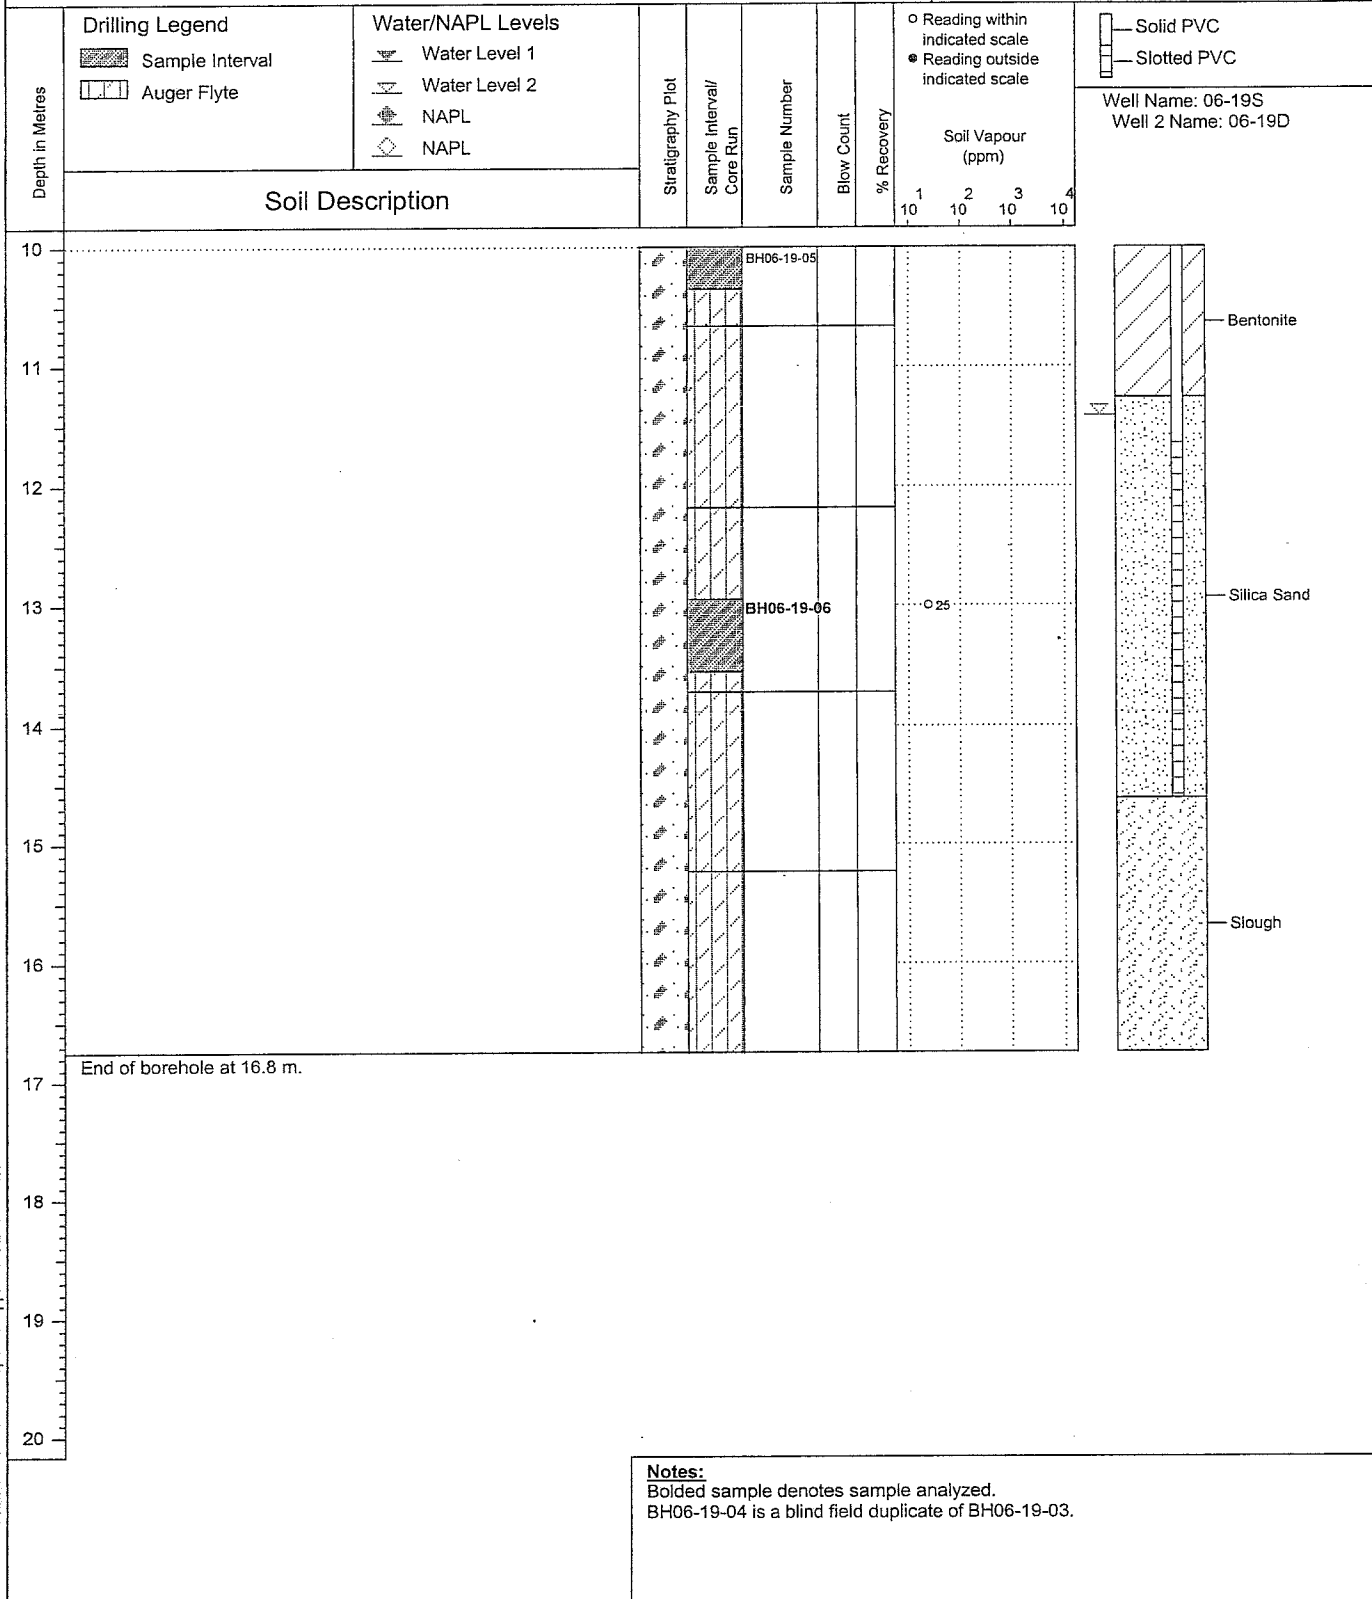 Drilling Legend
Sample Interval
Auger Flyte
Water/NAPL Levels
Water Level 1
Water Level 2
NAPL
NAPL
Depth in Metres
Soil Description
Stratigraphy Plot
Sample Interval/
Core Run
Sample Number
Blow Count
% Recovery
Reading within
indicated scale
Reading outside
indicated scale
Soil Vapour
(ppm)
10 1 10 2 10 3 10 4
Solid PVC
Slotted PVC
Well Name: 06-19S
Well 2 Name: 06-19D
10
BH06-19-05
Bentonite
11
12
13
BH06-19-06
25
Silica Sand
14
15
Slough
16
End of borehole at 16.8 m.
17
18
19
20
Notes:
Bolded sample denotes sample analyzed.
BH06-19-04 is a blind field duplicate of BH06-19-03.